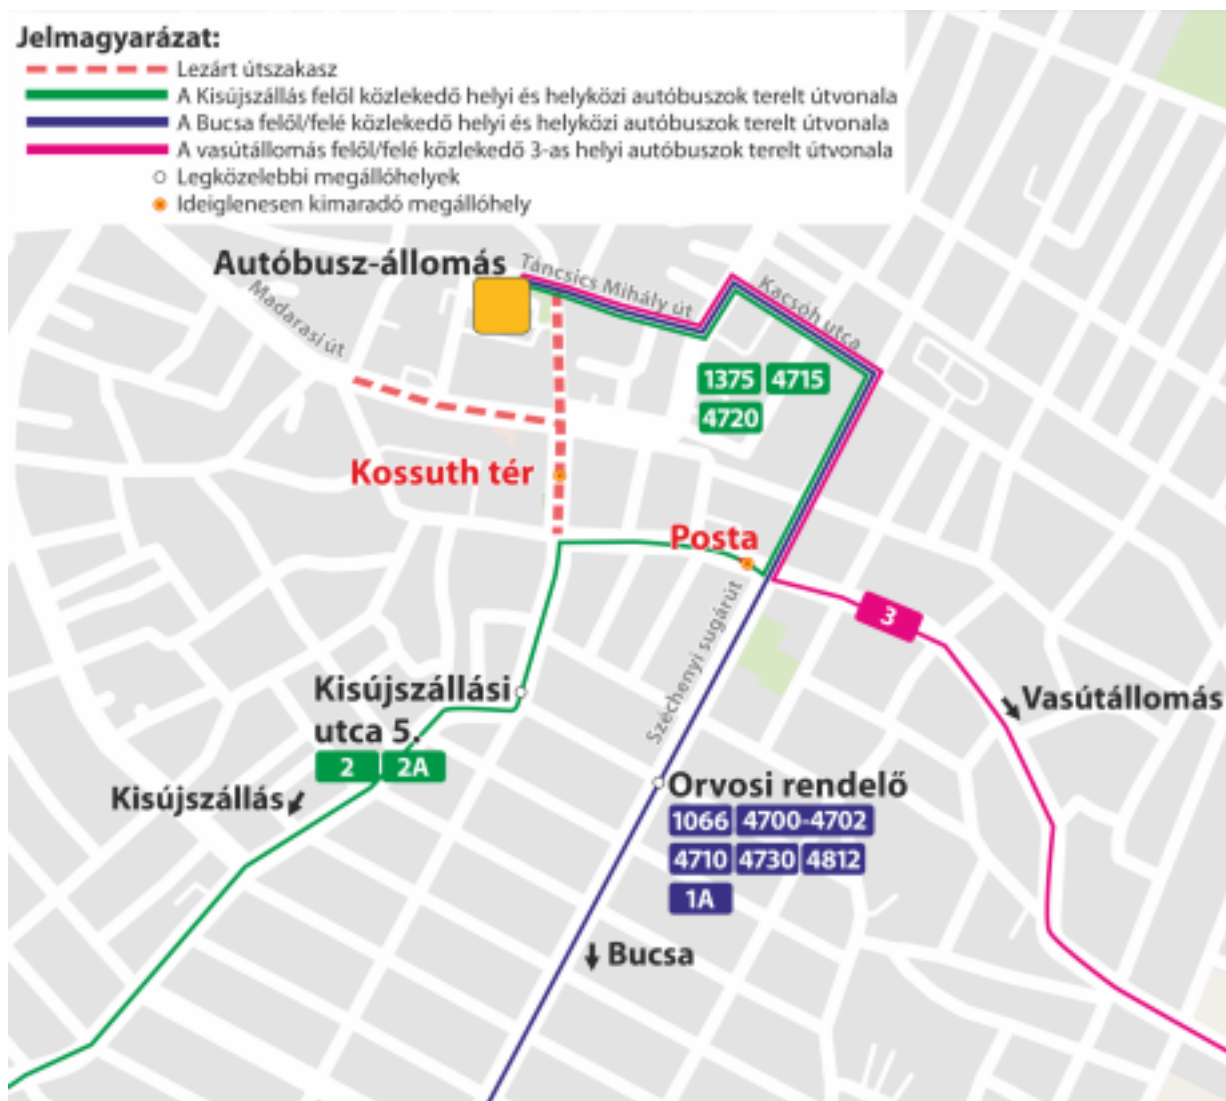 Jelmagyarázat:
Lezárt útszakasz
A Kisújszállás felől közlekedő helyi és helyközi autóbuszok terelt útvonala
A Bucsa felől/felé közlekedő helyi és helyközi autóbuszok terelt útvonala
A vasútállomás felől/felé közlekedő 3-as helyi autóbuszok terelt útvonala
Legközelebbi megállóhelyek
Ideiglenesen kimaradó megállóhely
Autóbusz-állomás
Táncsics Mihály út
Kacsóh utca
Madarasi út
1375 4715
4720
Kossuth tér
Posta
3
Széchenyi sugárút
Kisújszállási
utca 5.
2 2A
Vasútállomás
Kisújszállás
Orvosi rendelő
1066 4700-4702
4710 4730 4812
1A
Bucsa